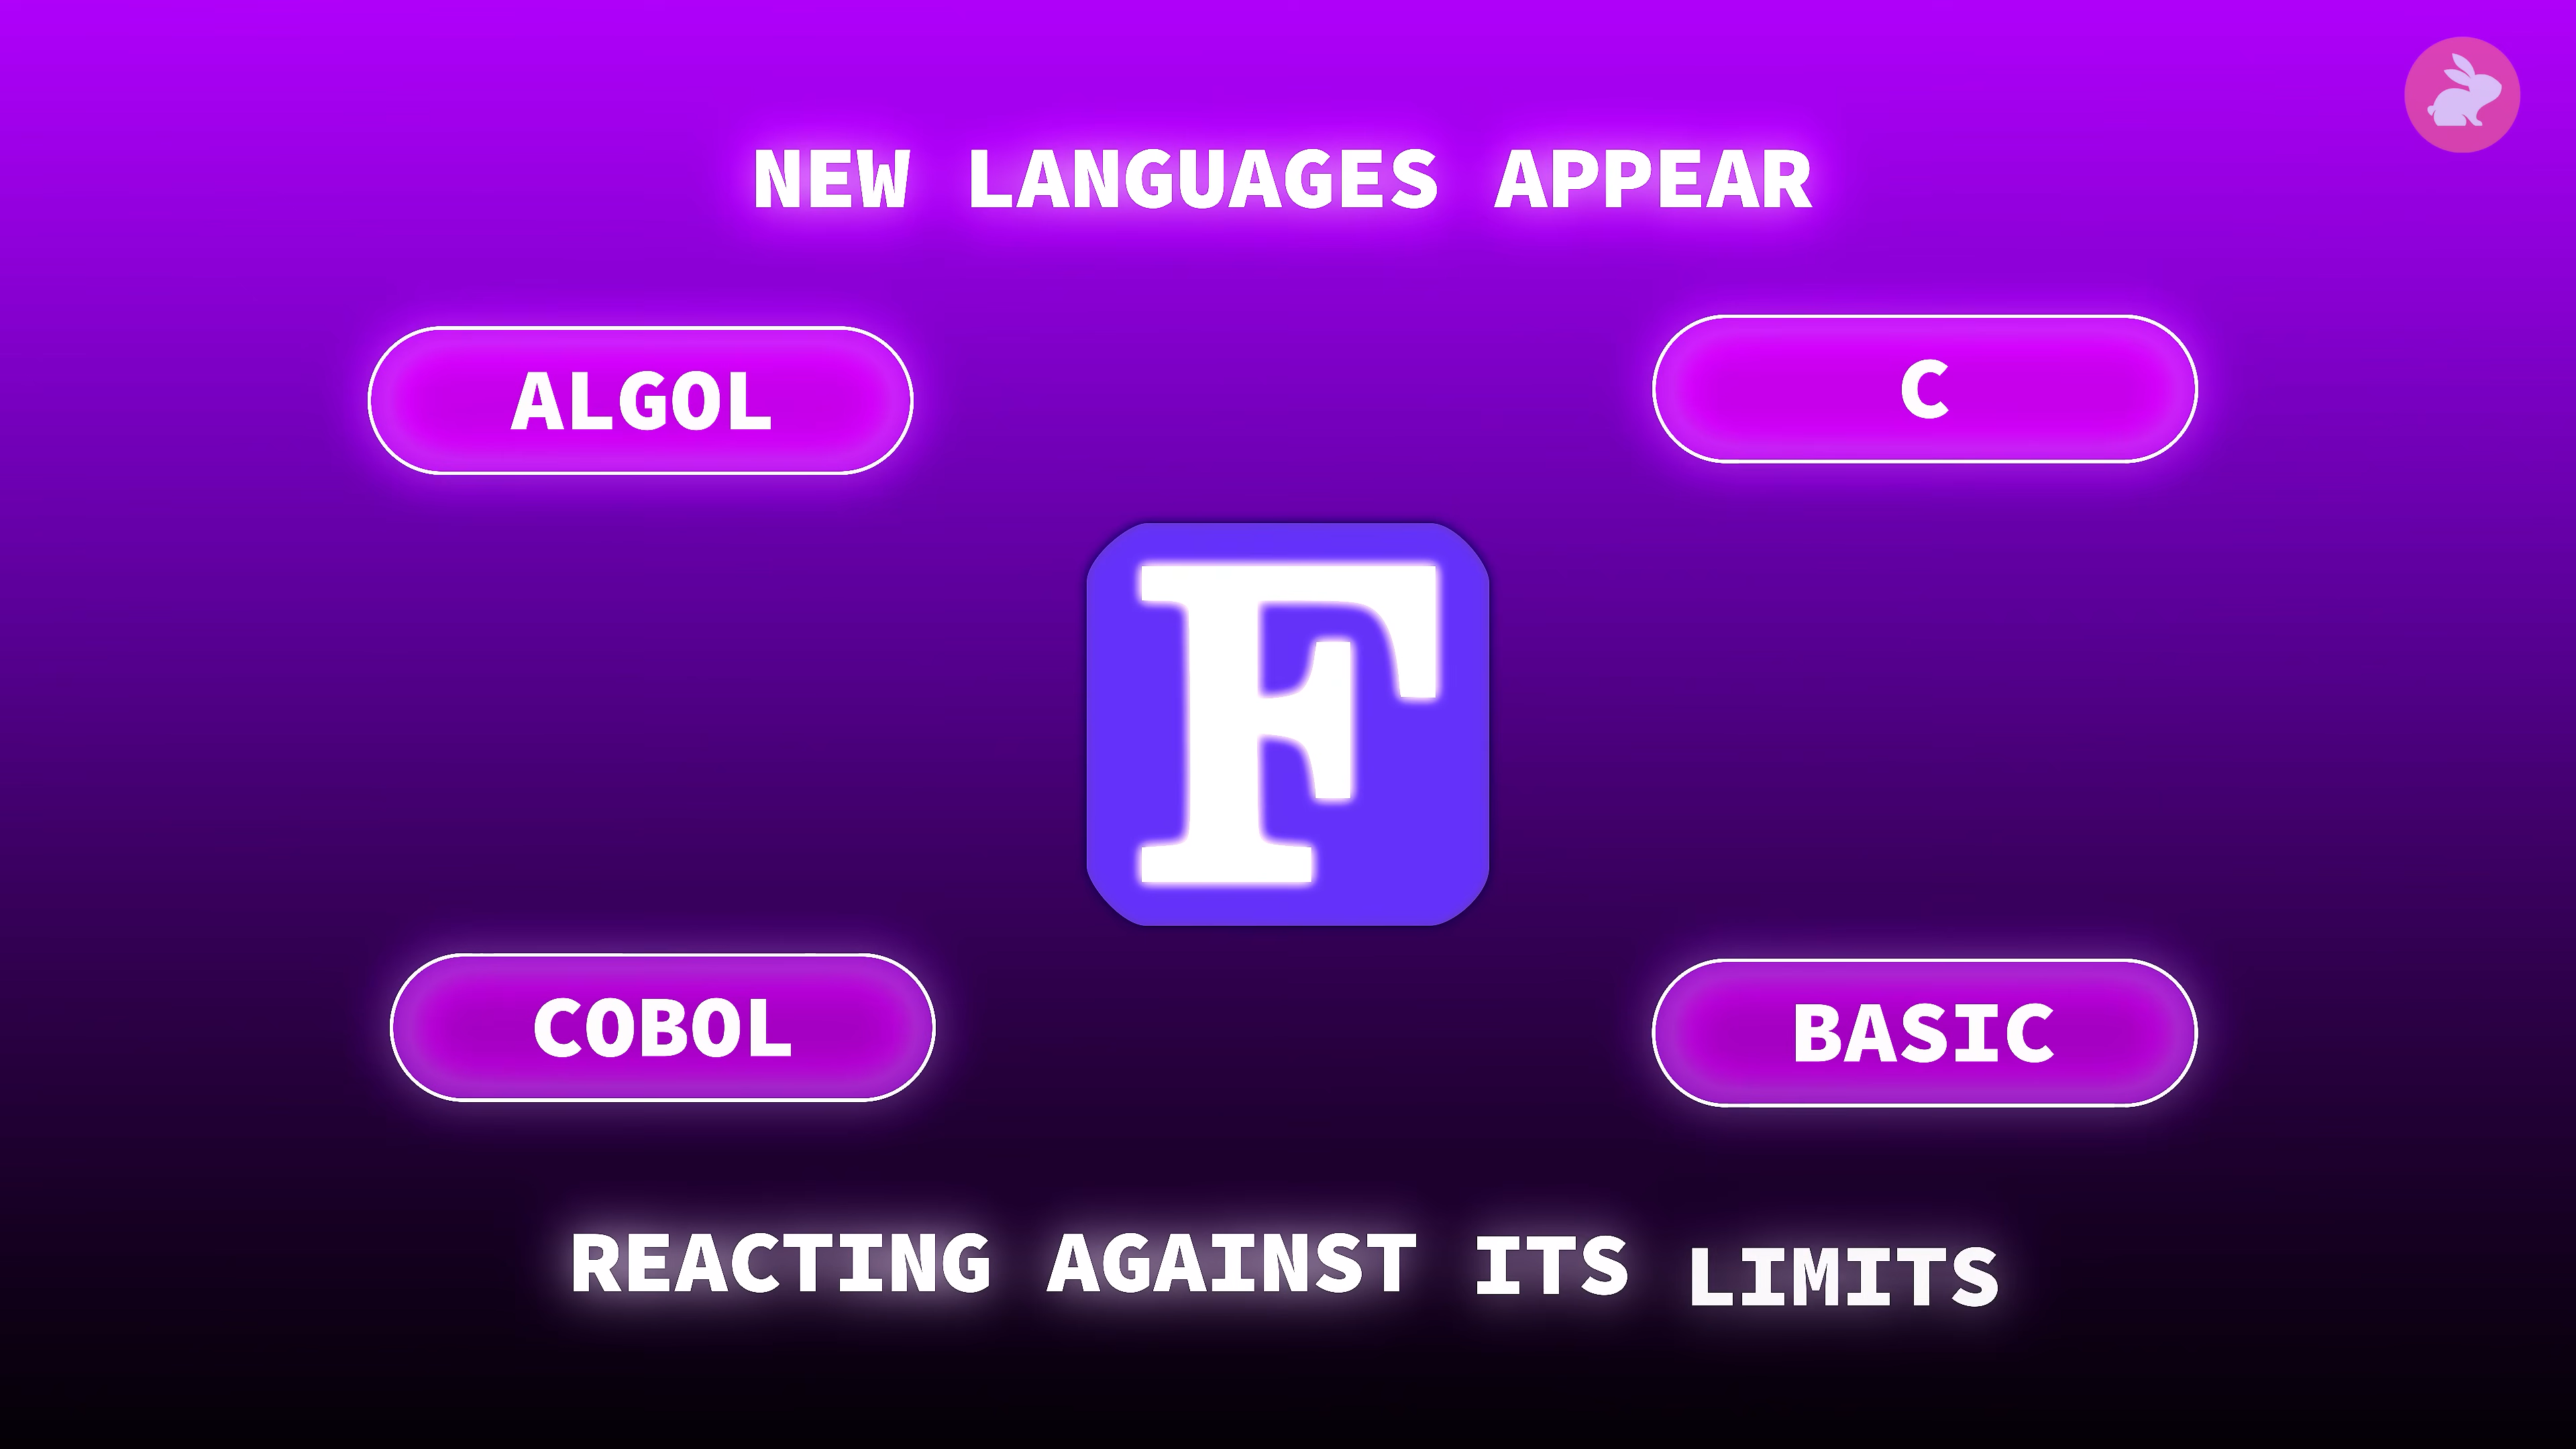 NEW LANGUAGES APPEAR
ALGOL
C
F
COBOL
BASIC
REACTING AGAINST ITS LIMITS